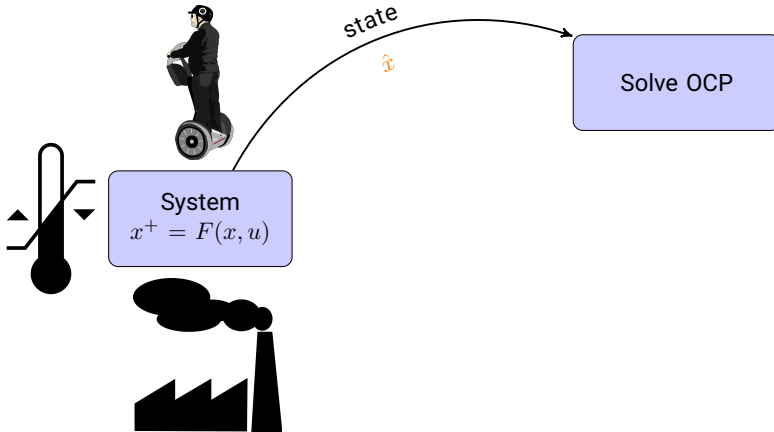 state
x̂
Solve OCP
System
x⁺ = F(x, u)